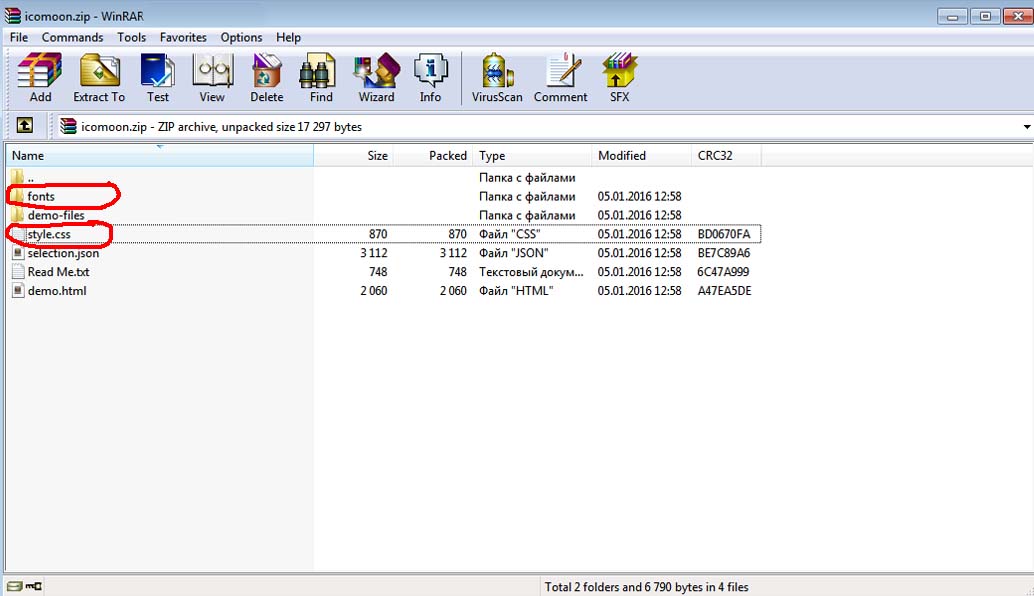 icomoon.zip - WinRAR
File Commands Tools Favorites Options Help
Add Extract To Test View Delete Find Wizard Info VirusScan Comment SFX
icomoon.zip - ZIP archive, unpacked size 17 297 bytes
Name Size Packed Type Modified CRC32
.. Папка с файлами
fonts Папка с файлами 05.01.2016 12:58
demo-files Папка с файлами 05.01.2016 12:58
style.css 870 870 Файл "CSS" 05.01.2016 12:58 BD0670FA
selection.json 3 112 3 112 Файл "JSON" 05.01.2016 12:58 BE7C89A6
Read Me.txt 748 748 Текстовый докум... 05.01.2016 12:58 6C47A999
demo.html 2 060 2 060 Файл "HTML" 05.01.2016 12:58 A47EA5DE
Total 2 folders and 6 790 bytes in 4 files